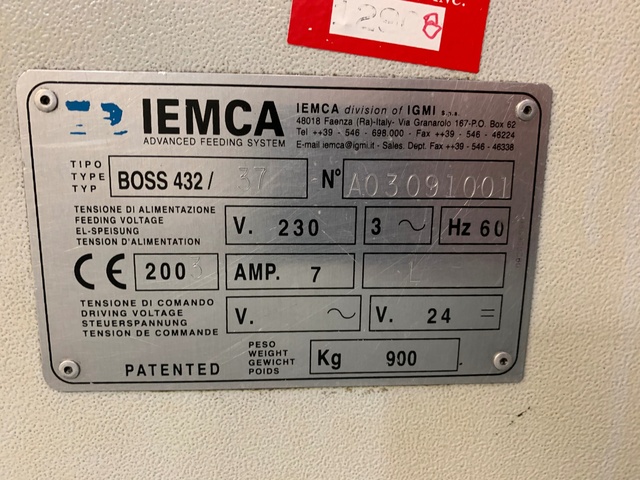 INC.
IEMCA
ADVANCED FEEDING SYSTEM
IEMCA division of IGMI s.r.l.
48018 Faenza (Ra)-Italy- Via Granarolo 167-P.O. Box 62
Tel ++39 - 546 - 698.000 - Fax ++39 - 546 - 46224
E-mail iemca@igmi.it - Sales. Dept. Fax ++39 - 546 - 46338
TIPO
TYPE
TYP
BOSS 432 / 37
N° A03091001
TENSIONE DI ALIMENTAZIONE
FEEDING VOLTAGE
EL-SPEISUNG
TENSION D'ALIMENTATION
V. 230
3 ~
Hz 60
CE 2003
AMP. 7
L
TENSIONE DI COMANDO
DRIVING VOLTAGE
STEUERSPANNUNG
TENSION DE COMMANDE
V. ~
V. 24 =
PATENTED
PESO
WEIGHT
GEWICHT
POIDS
Kg 900